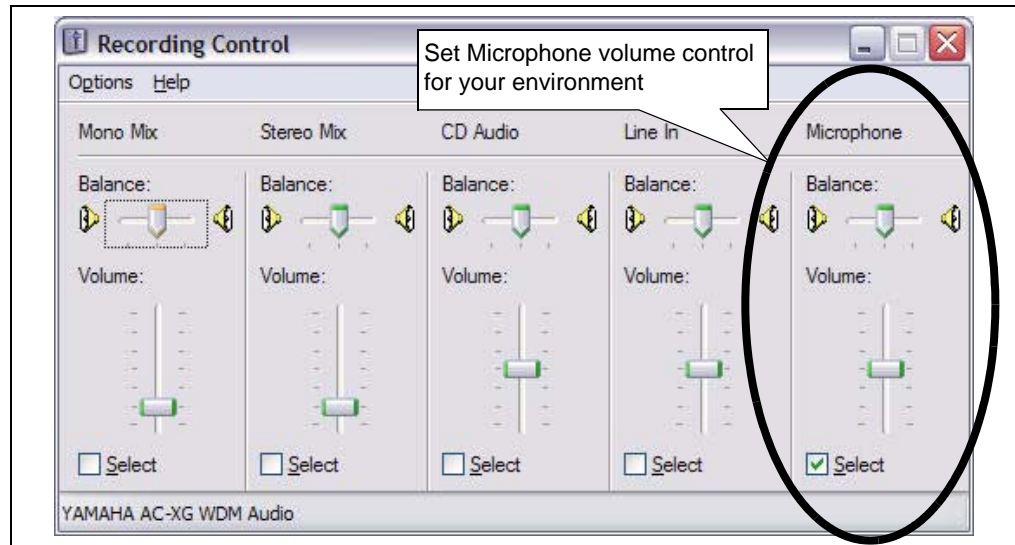 Recording Control
Set Microphone volume control
for your environment
Options Help
Mono Mix Stereo Mix CD Audio Line In Microphone
Balance: Balance: Balance: Balance: Balance:
Volume: Volume: Volume: Volume: Volume:
Select Select Select Select Select
YAMAHA AC-XG WDM Audio